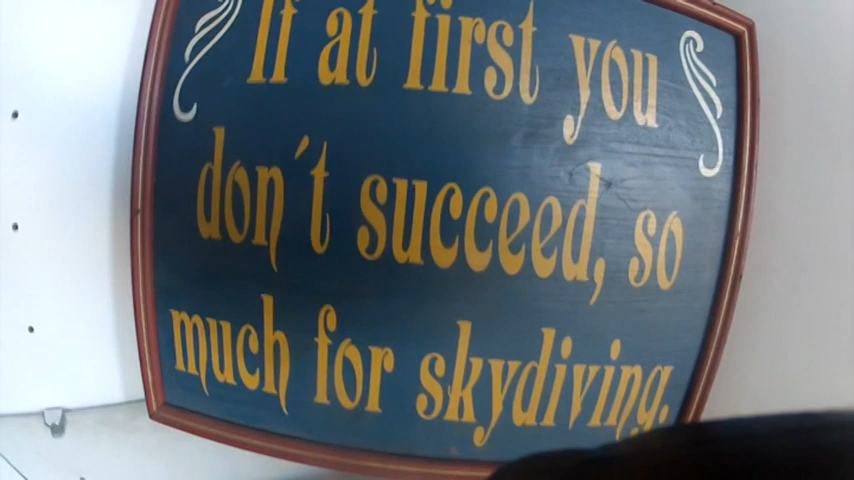 If at first you
don´t succeed, so
much for skydiving.